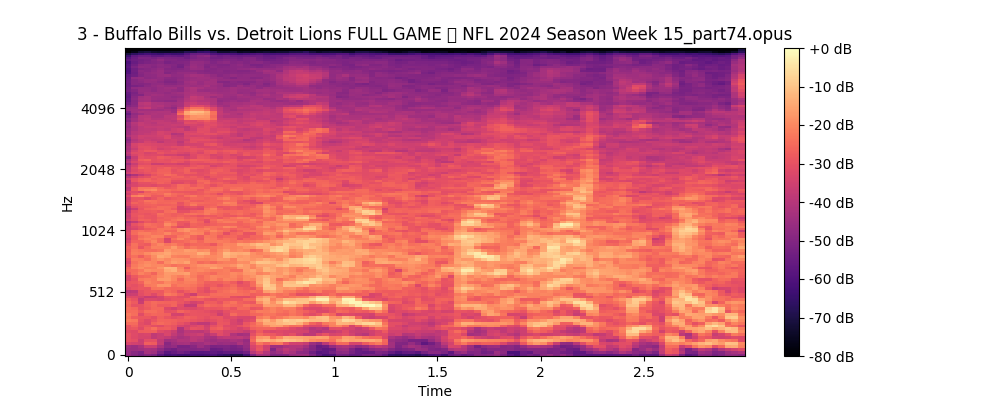 3 - Buffalo Bills vs. Detroit Lions FULL GAME ▯ NFL 2024 Season Week 15_part74.opus
+0 dB
4096
-10 dB
-20 dB
2048
-30 dB
Hz
1024
-40 dB
-50 dB
512
-60 dB
-70 dB
0
-80 dB
0 0.5 1 1.5 2 2.5
Time